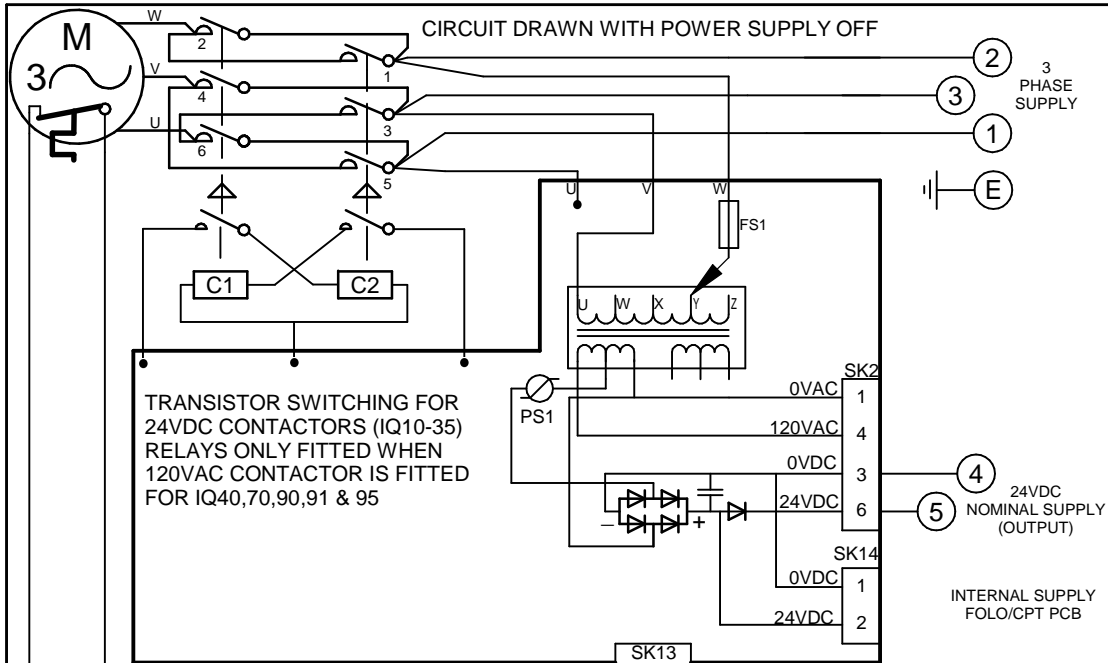 CIRCUIT DRAWN WITH POWER SUPPLY OFF
W
M
3
V
U
2
4
6
1
3
5
2
3
1
E
3
PHASE
SUPPLY
U
V
W
FS1
C1
C2
U
W
X
Y
Z
PS1
TRANSISTOR SWITCHING FOR
24VDC CONTACTORS (IQ10-35)
RELAYS ONLY FITTED WHEN
120VAC CONTACTOR IS FITTED
FOR IQ40,70,90,91 & 95
SK2
0VAC 1
120VAC 4
0VDC 3
24VDC 6
– +
4
5
24VDC
NOMINAL SUPPLY
(OUTPUT)
SK14
0VDC 1
24VDC 2
INTERNAL SUPPLY
FOLO/CPT PCB
SK13